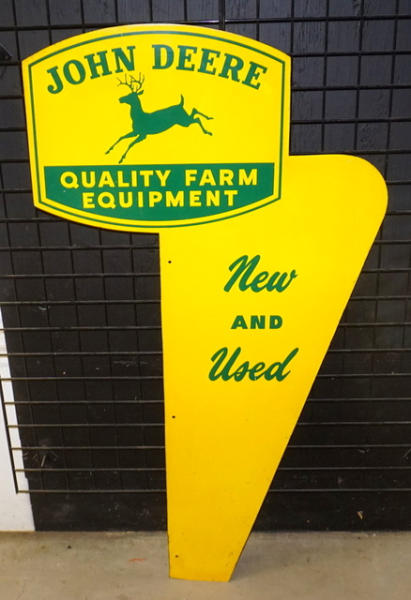 JOHN DEERE
QUALITY FARM
EQUIPMENT
New
AND
Used